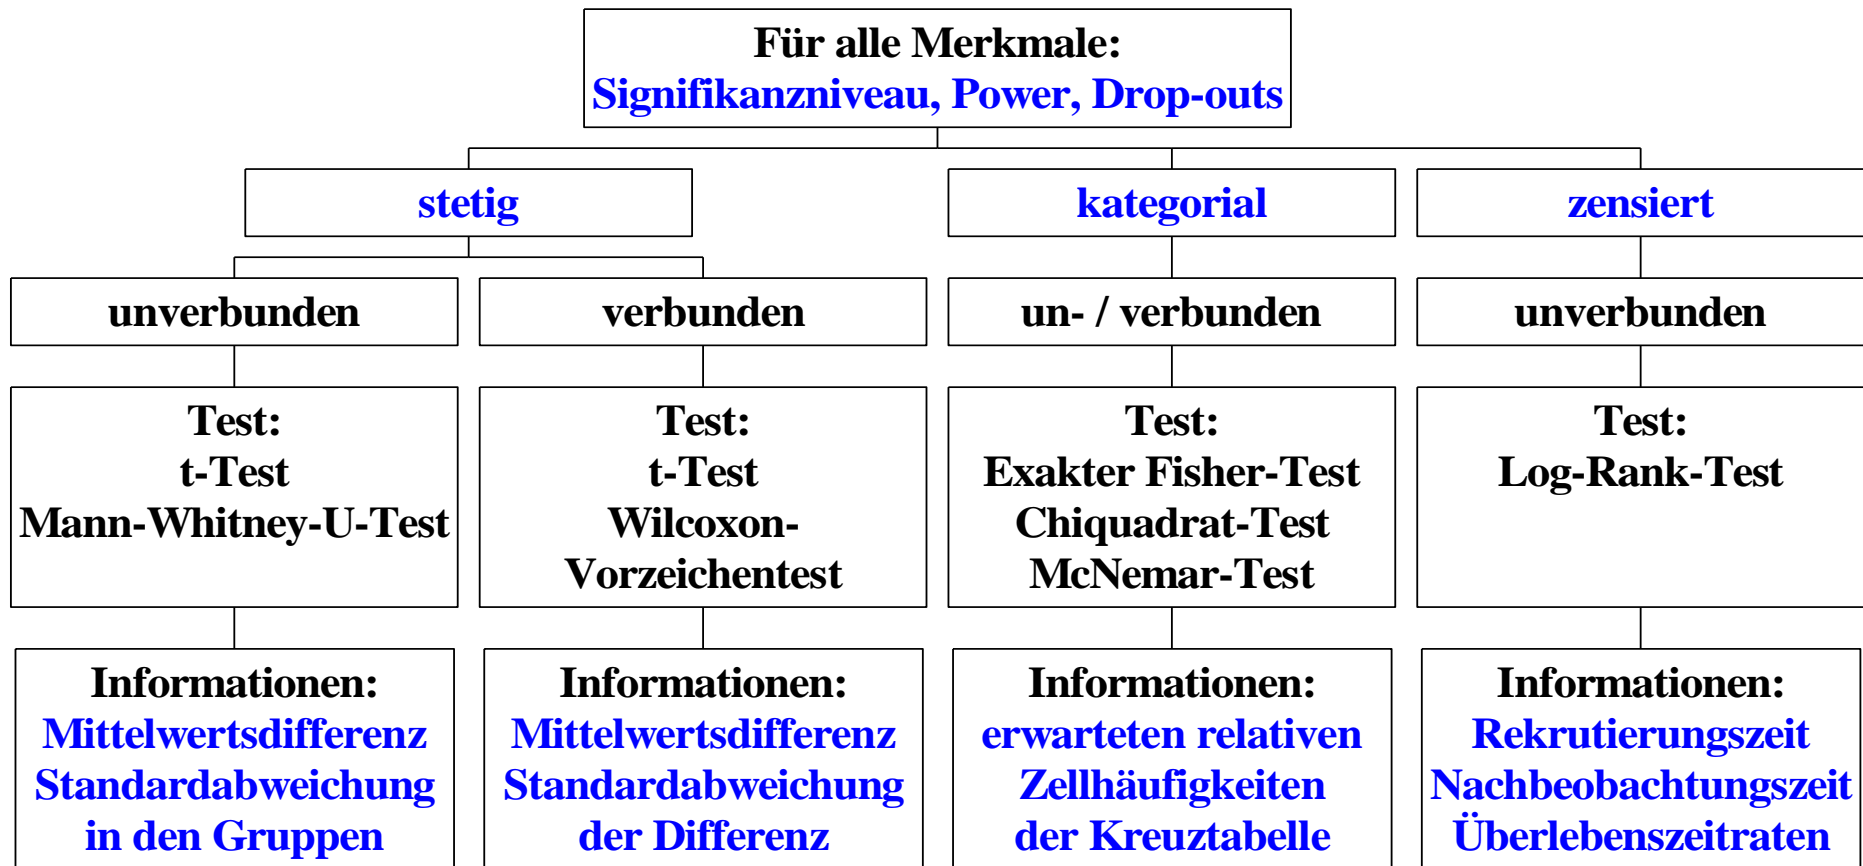 Für alle Merkmale:
Signifikanzniveau, Power, Drop-outs
stetig
kategorial
zensiert
unverbunden
verbunden
un- / verbunden
unverbunden
Test:
t-Test
Mann-Whitney-U-Test
Test:
t-Test
Wilcoxon-
Vorzeichentest
Test:
Exakter Fisher-Test
Chiquadrat-Test
McNemar-Test
Test:
Log-Rank-Test
Informationen:
Mittelwertsdifferenz
Standardabweichung
in den Gruppen
Informationen:
Mittelwertsdifferenz
Standardabweichung
der Differenz
Informationen:
erwarteten relativen
Zellhäufigkeiten
der Kreuztabelle
Informationen:
Rekrutierungszeit
Nachbeobachtungszeit
Überlebenszeitraten